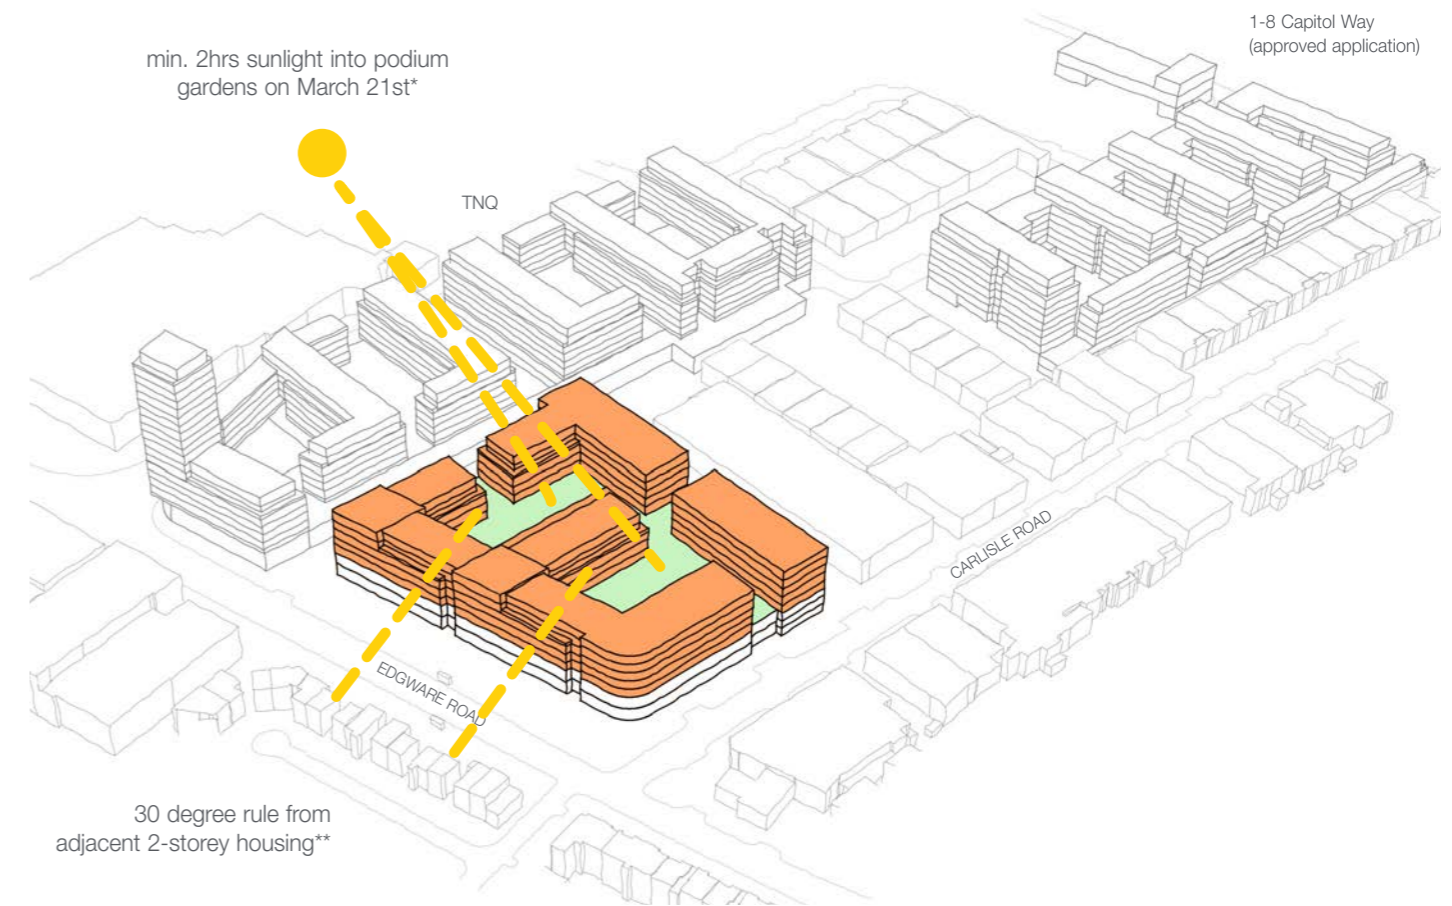 1-8 Capitol Way
(approved application)
min. 2hrs sunlight into podium
gardens on March 21st*
TNQ
CARLISLE ROAD
EDGWARE ROAD
30 degree rule from
adjacent 2-storey housing**